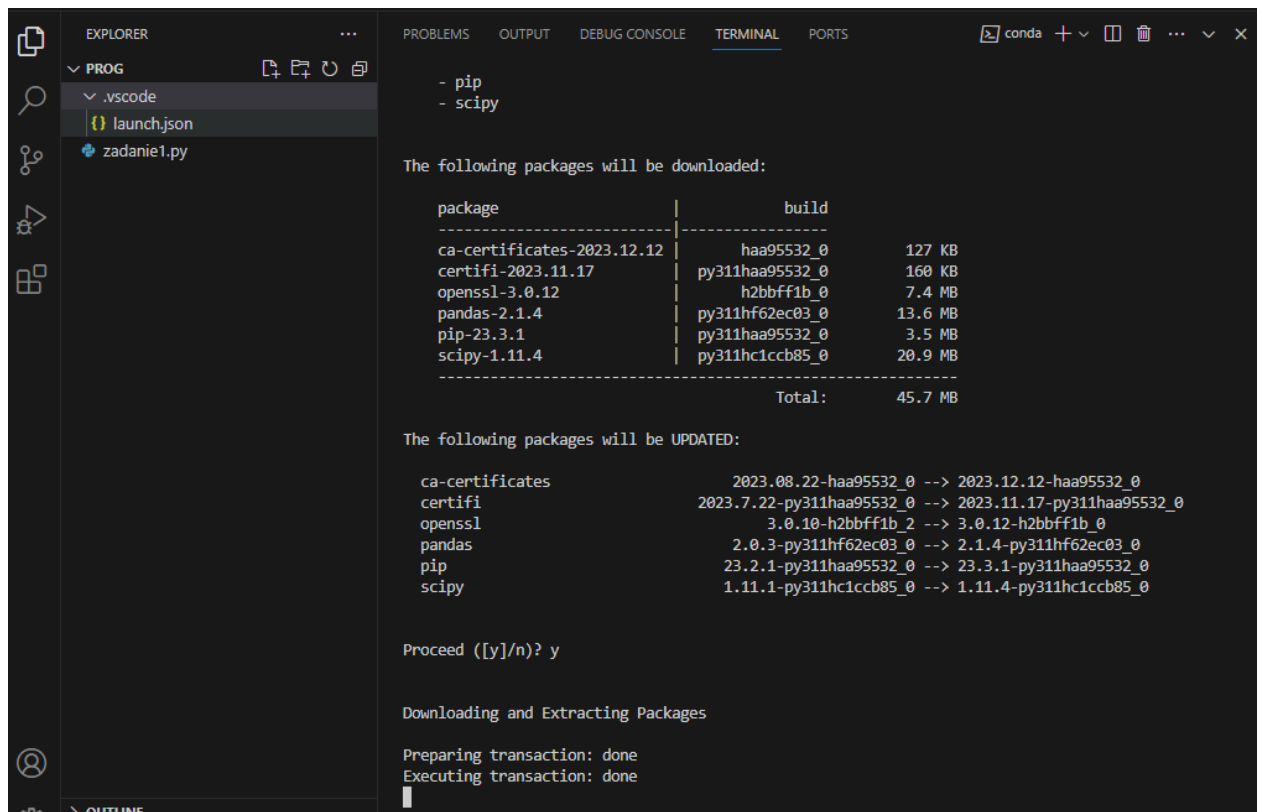 EXPLORER
PROG
.vscode
{} launch.json
zadanie1.py
OUTLINE
PROBLEMS OUTPUT DEBUG CONSOLE TERMINAL PORTS conda
- pip
- scipy
The following packages will be downloaded:
package | build
---------------------------|-----------------
ca-certificates-2023.12.12 | haa95532_0 127 KB
certifi-2023.11.17 | py311haa95532_0 160 KB
openssl-3.0.12 | h2bbff1b_0 7.4 MB
pandas-2.1.4 | py311hf62ec03_0 13.6 MB
pip-23.3.1 | py311haa95532_0 3.5 MB
scipy-1.11.4 | py311hc1ccb85_0 20.9 MB
------------------------------------------------------------
Total: 45.7 MB
The following packages will be UPDATED:
ca-certificates 2023.08.22-haa95532_0 --> 2023.12.12-haa95532_0
certifi 2023.7.22-py311haa95532_0 --> 2023.11.17-py311haa95532_0
openssl 3.0.10-h2bbff1b_2 --> 3.0.12-h2bbff1b_0
pandas 2.0.3-py311hf62ec03_0 --> 2.1.4-py311hf62ec03_0
pip 23.2.1-py311haa95532_0 --> 23.3.1-py311haa95532_0
scipy 1.11.1-py311hc1ccb85_0 --> 1.11.4-py311hc1ccb85_0
Proceed ([y]/n)? y
Downloading and Extracting Packages
Preparing transaction: done
Executing transaction: done